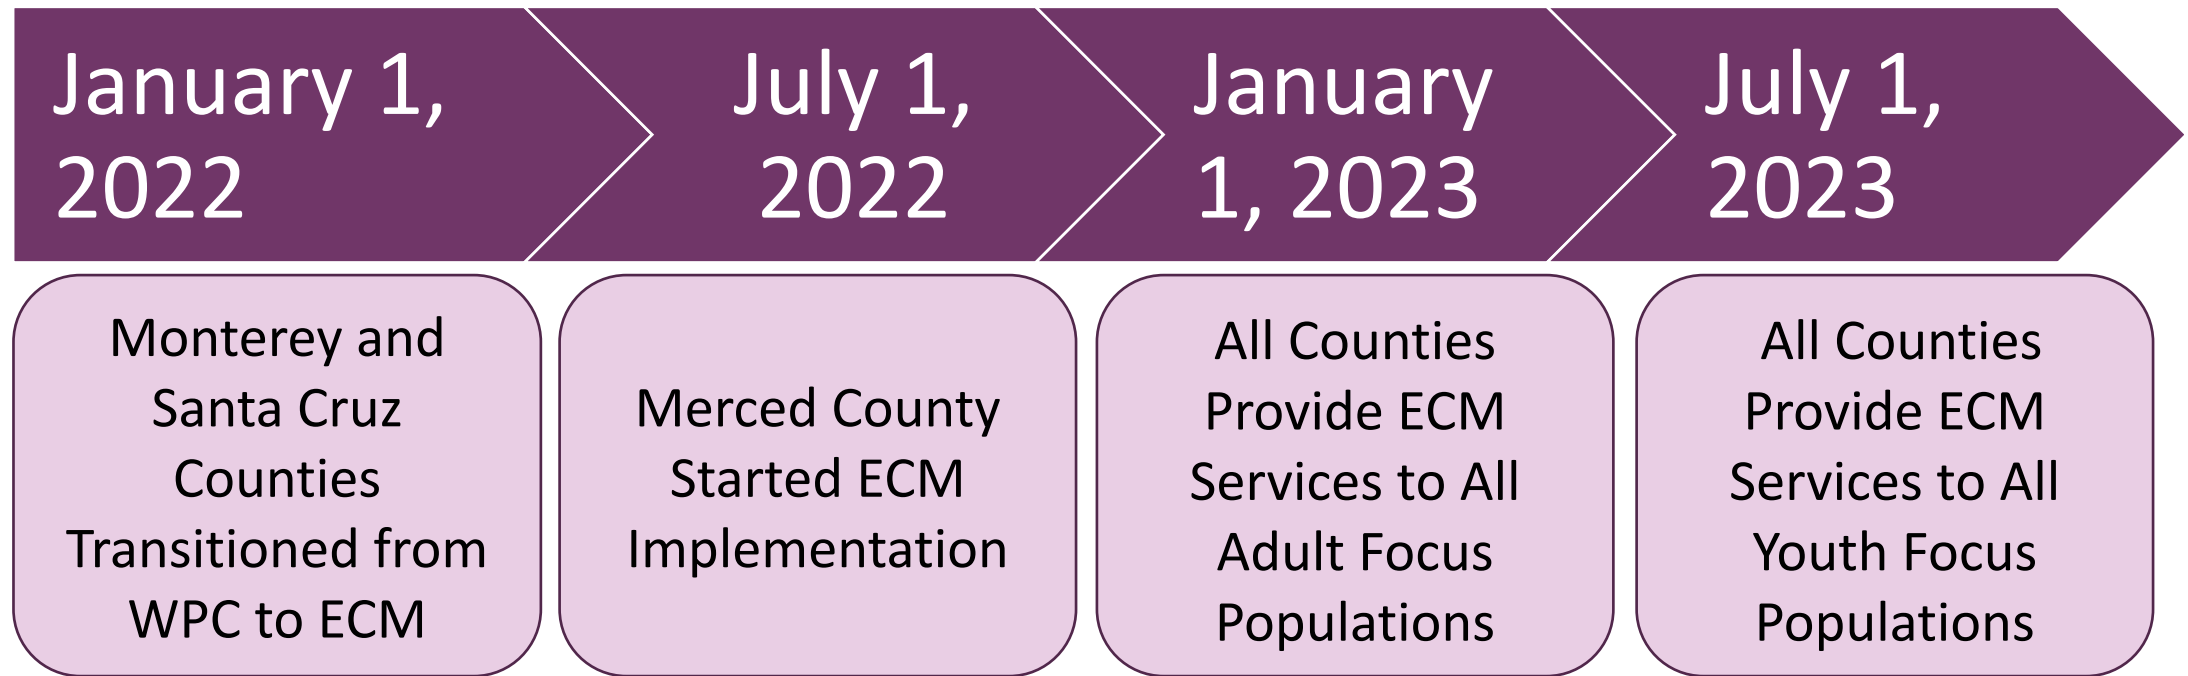 January 1,
2022
July 1,
2022
January
1, 2023
July 1,
2023
Monterey and
Santa Cruz
Counties
Transitioned from
WPC to ECM
Merced County
Started ECM
Implementation
All Counties
Provide ECM
Services to All
Adult Focus
Populations
All Counties
Provide ECM
Services to All
Youth Focus
Populations